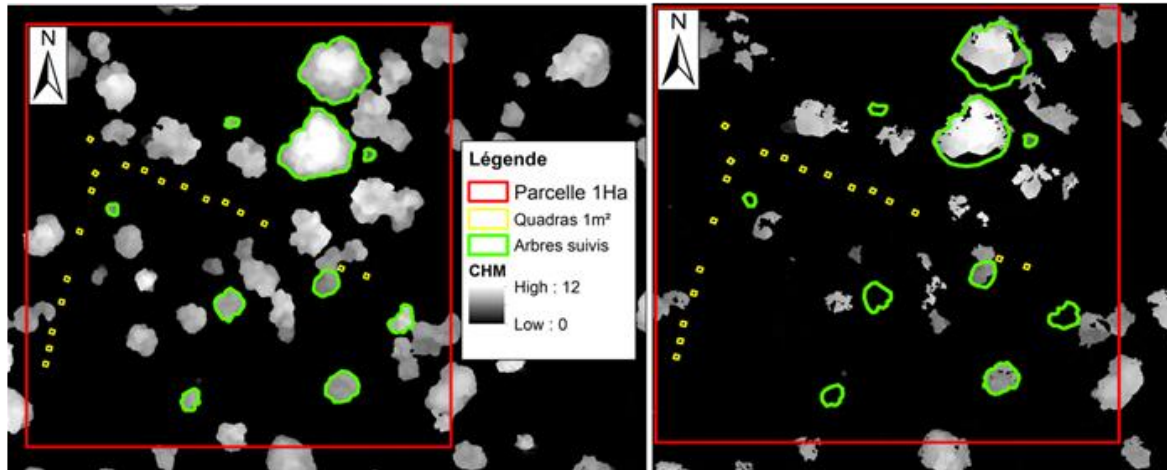 N
N
Légende
Parcelle 1Ha
Quadras 1m²
Arbres suivis
CHM
High : 12
Low : 0